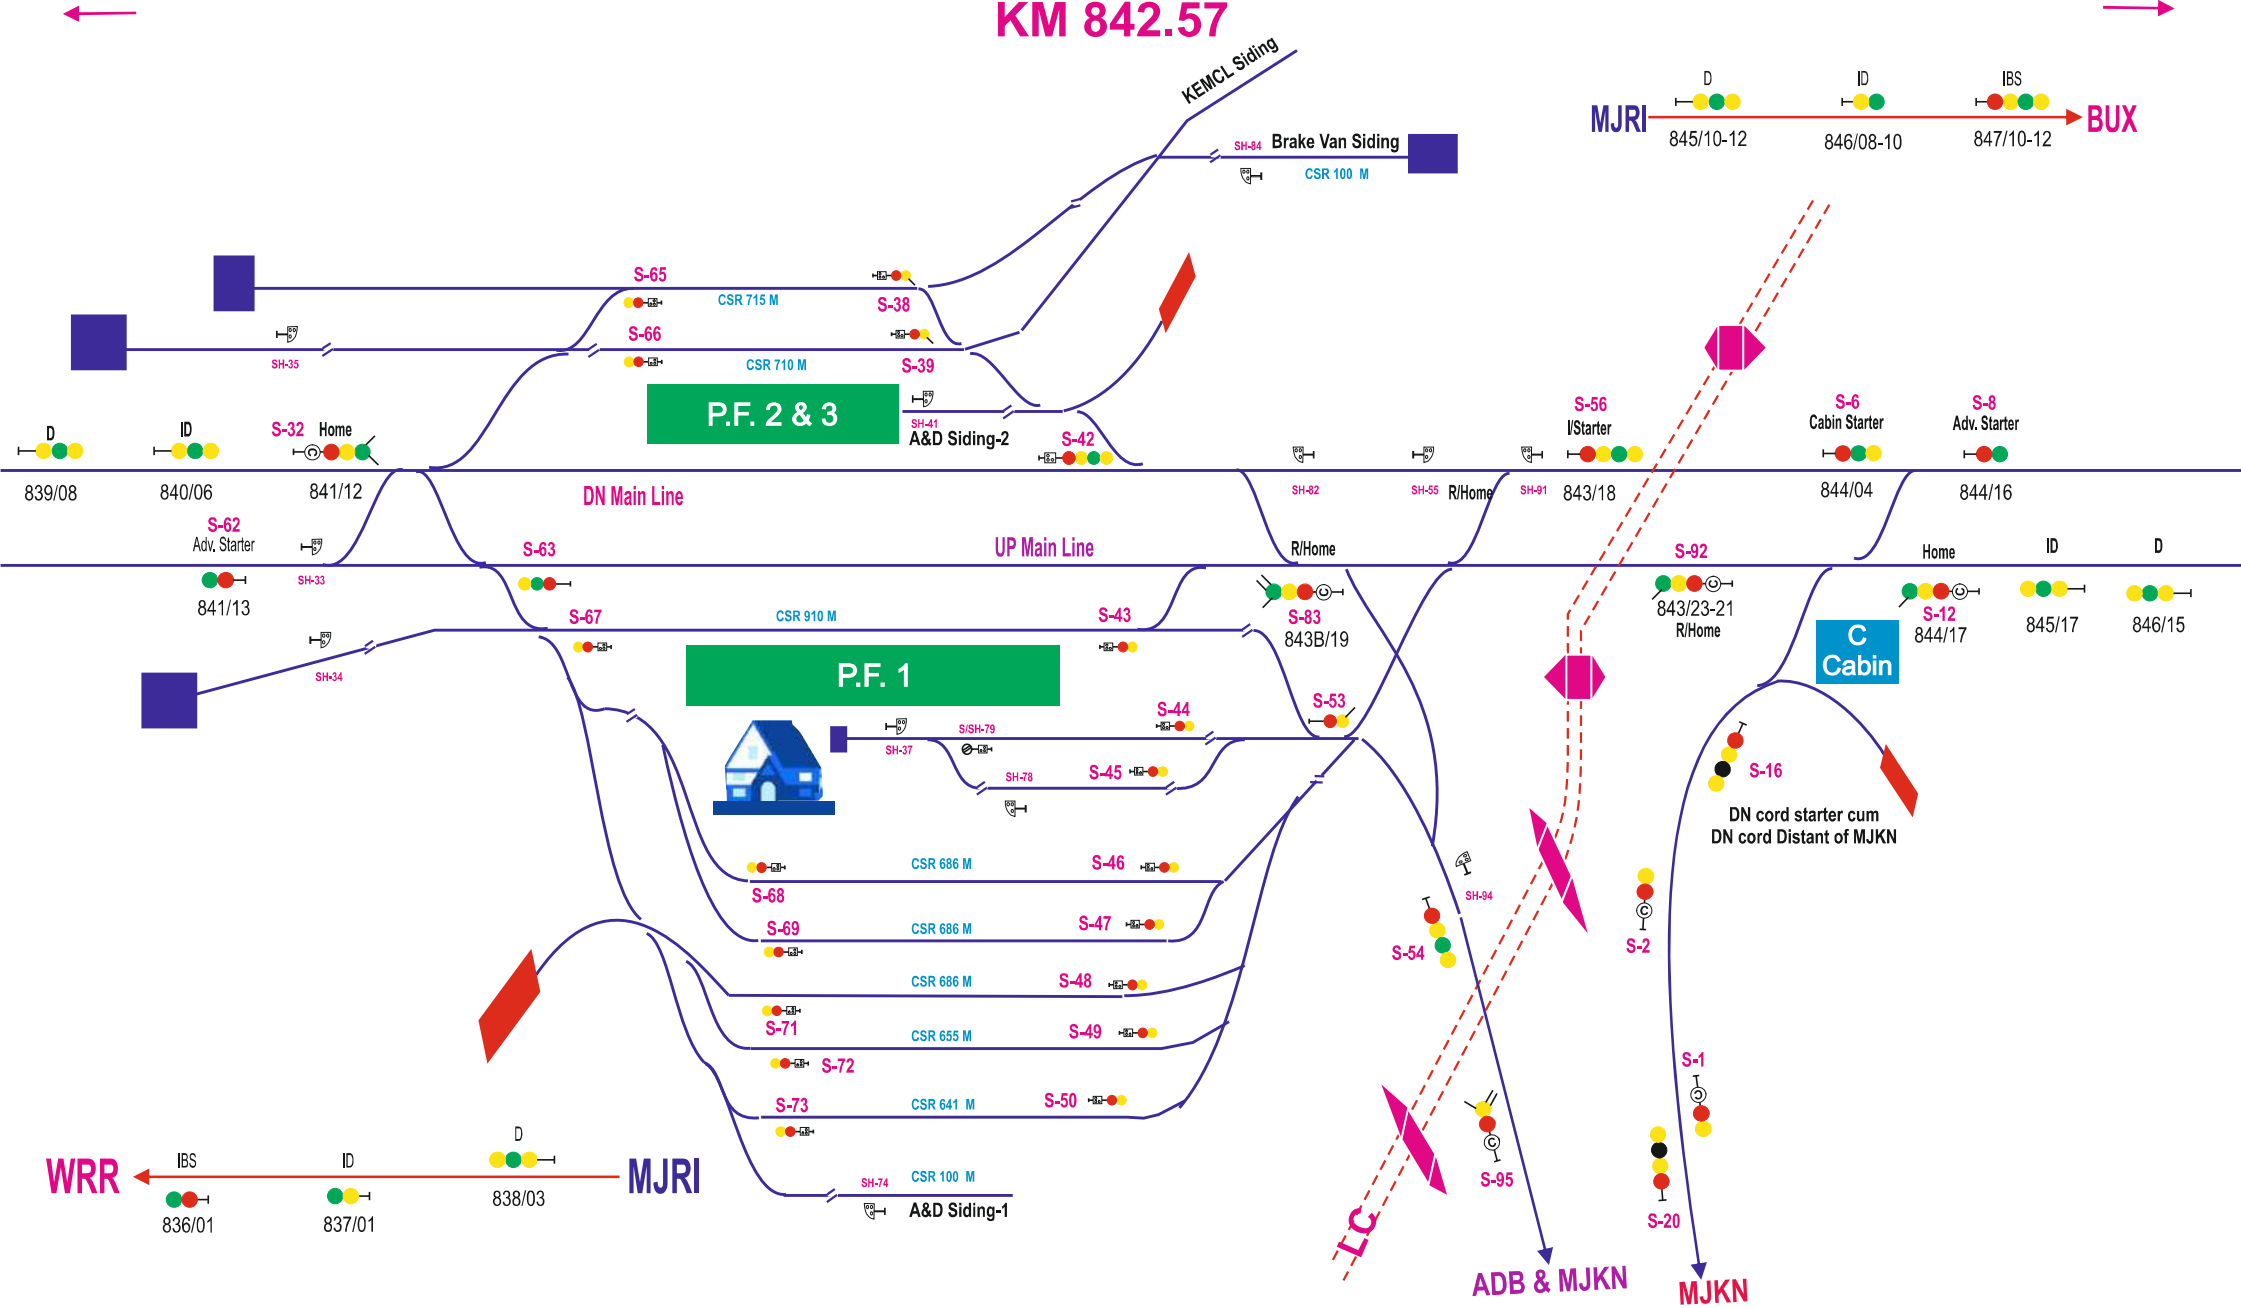 KM 842.57
KEMCL Siding
D
ID
IBS
MJRI
BUX
845/10-12
846/08-10
847/10-12
SH-84
Brake Van Siding
CSR 100 M
S-65
CSR 715 M
S-38
S-66
SH-35
CSR 710 M
S-39
P.F. 2 & 3
SH-41
A&D Siding-2
D
ID
S-32
Home
S-42
S-56
I/Starter
S-6
Cabin Starter
S-8
Adv. Starter
C
839/08
840/06
841/12
DN Main Line
SH-82
SH-55
R/Home
SH-91
843/18
844/04
844/16
S-62
Adv. Starter
SH-33
841/13
S-63
UP Main Line
R/Home
S-92
Home
ID
D
C
S-83
843B/19
C
843/23-21
R/Home
C
S-12
844/17
845/17
846/15
S-67
CSR 910 M
S-43
SH-34
P.F. 1
C
Cabin
S-44
S-53
S/SH-79
SH-37
SH-78
S-45
S-16
DN cord starter cum
DN cord Distant of MJKN
S-68
CSR 686 M
S-46
SH-94
S-69
CSR 686 M
S-47
S-54
C
S-2
CSR 686 M
S-48
S-71
CSR 655 M
S-49
S-72
S-73
CSR 641 M
S-50
S-1
C
C
S-95
S-20
WRR
IBS
ID
D
MJRI
836/01
837/01
838/03
SH-74
CSR 100 M
A&D Siding-1
LC
ADB & MJKN
MJKN